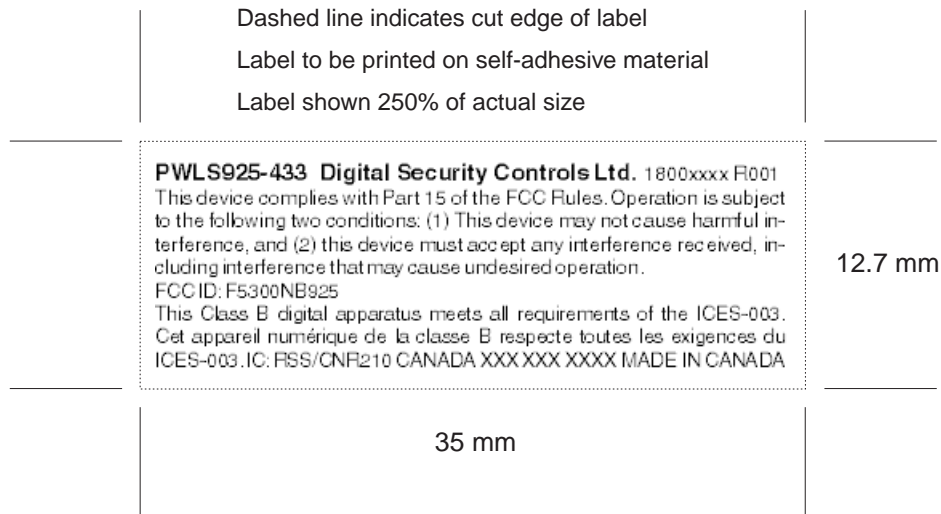 Dashed line indicates cut edge of label
Label to be printed on self-adhesive material
Label shown 250% of actual size
PWLS925-433 Digital Security Controls Ltd. 1800xxxx R001
This device complies with Part 15 of the FCC Rules. Operation is subject
to the following two conditions: (1) This device may not cause harmful in-
terference, and (2) this device must accept any interference received, in-
cluding interference that may cause undesired operation.
FCC ID: F5300NB925
This Class B digital apparatus meets all requirements of the ICES-003.
Cet appareil numérique de la classe B respecte toutes les exigences du
ICES-003. IC: RSS/CNR210 CANADA XXX XXX XXXX MADE IN CANADA
12.7 mm
35 mm